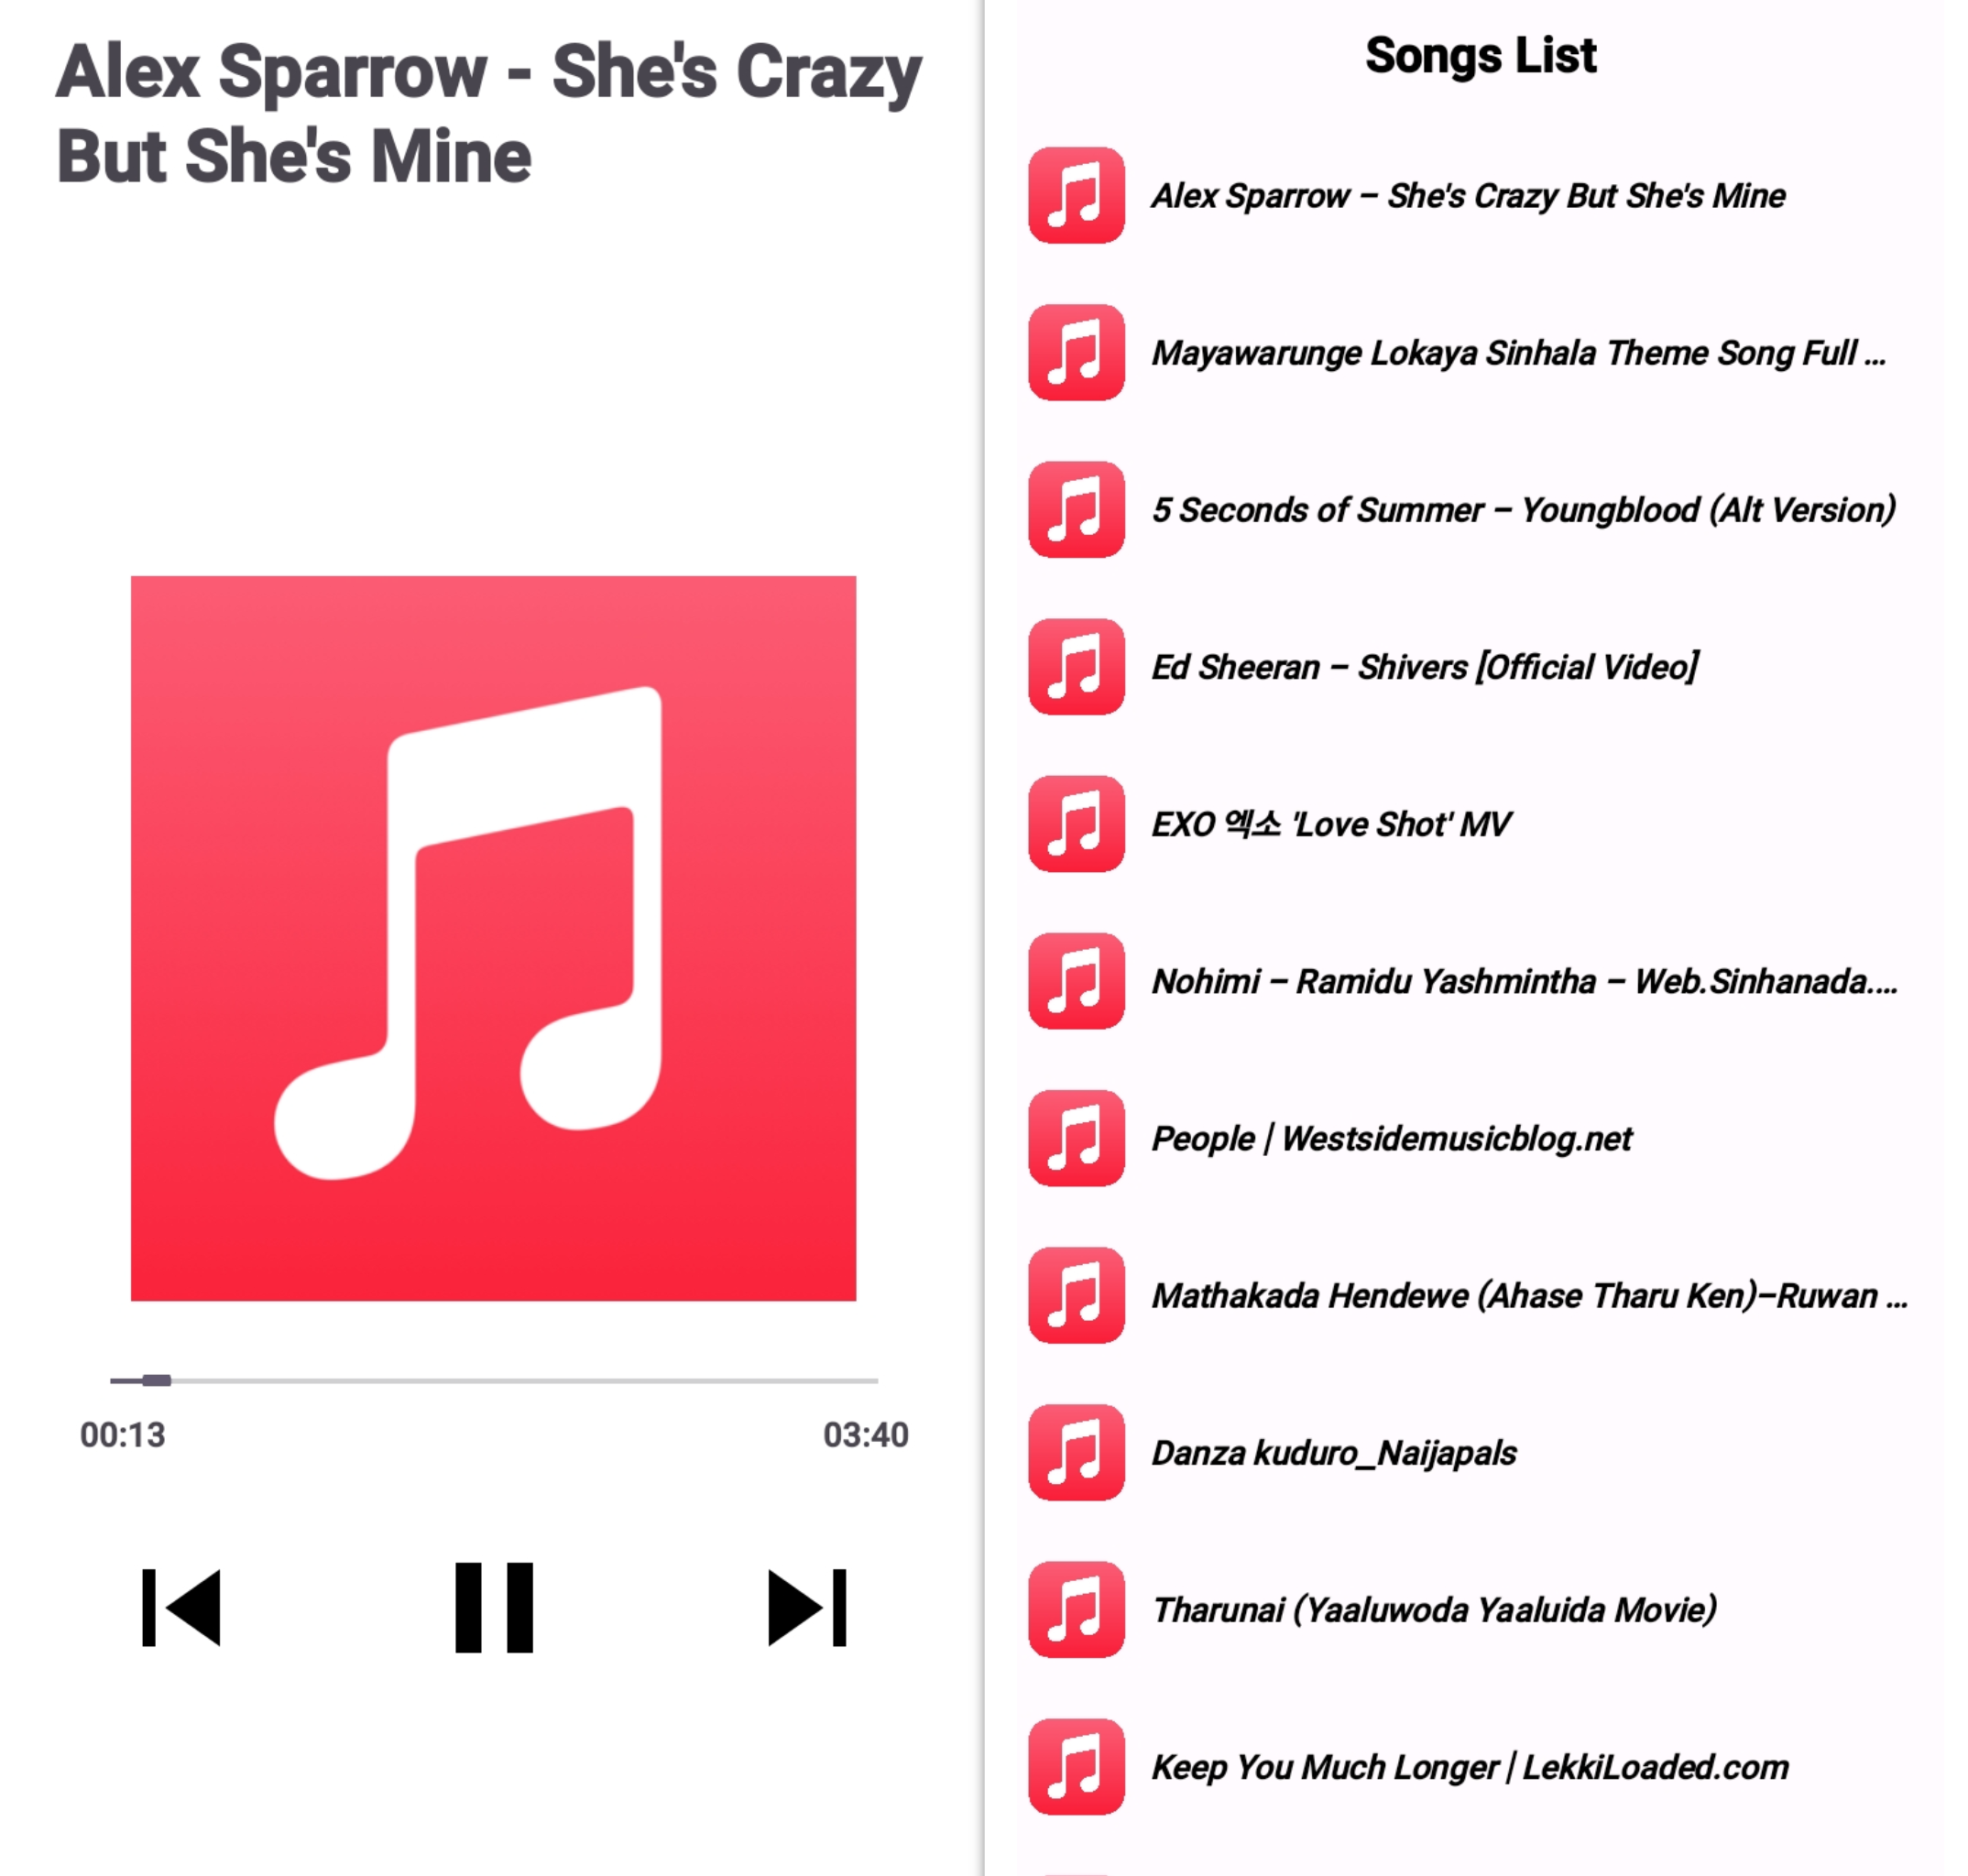 Alex Sparrow - She's Crazy
But She's Mine
00:13
03:40
Songs List
Alex Sparrow – She's Crazy But She's Mine
Mayawarunge Lokaya Sinhala Theme Song Full ...
5 Seconds of Summer – Youngblood (Alt Version)
Ed Sheeran – Shivers [Official Video]
EXO 엑소 'Love Shot' MV
Nohimi – Ramidu Yashmintha – Web.Sinhanada....
People | Westsidemusicblog.net
Mathakada Hendewe (Ahase Tharu Ken)–Ruwan ...
Danza kuduro_Naijapals
Tharunai (Yaaluwoda Yaaluida Movie)
Keep You Much Longer | LekkiLoaded.com